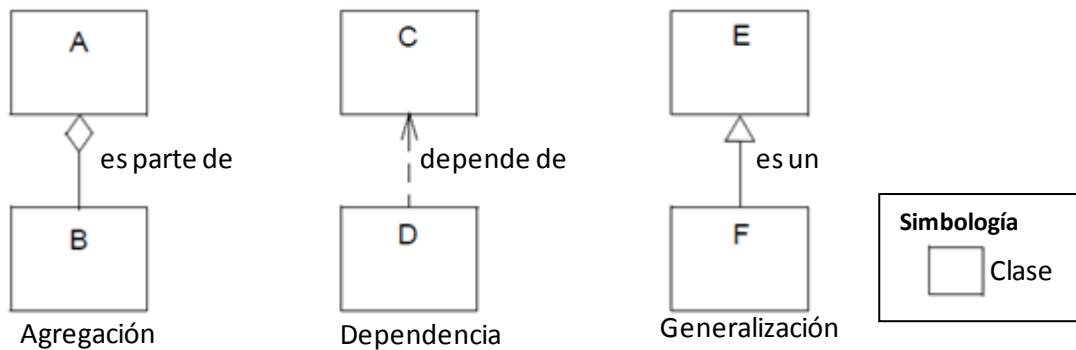 A
C
E
es parte de
depende de
es un
B
D
F
Simbología
Clase
Agregación
Dependencia
Generalización